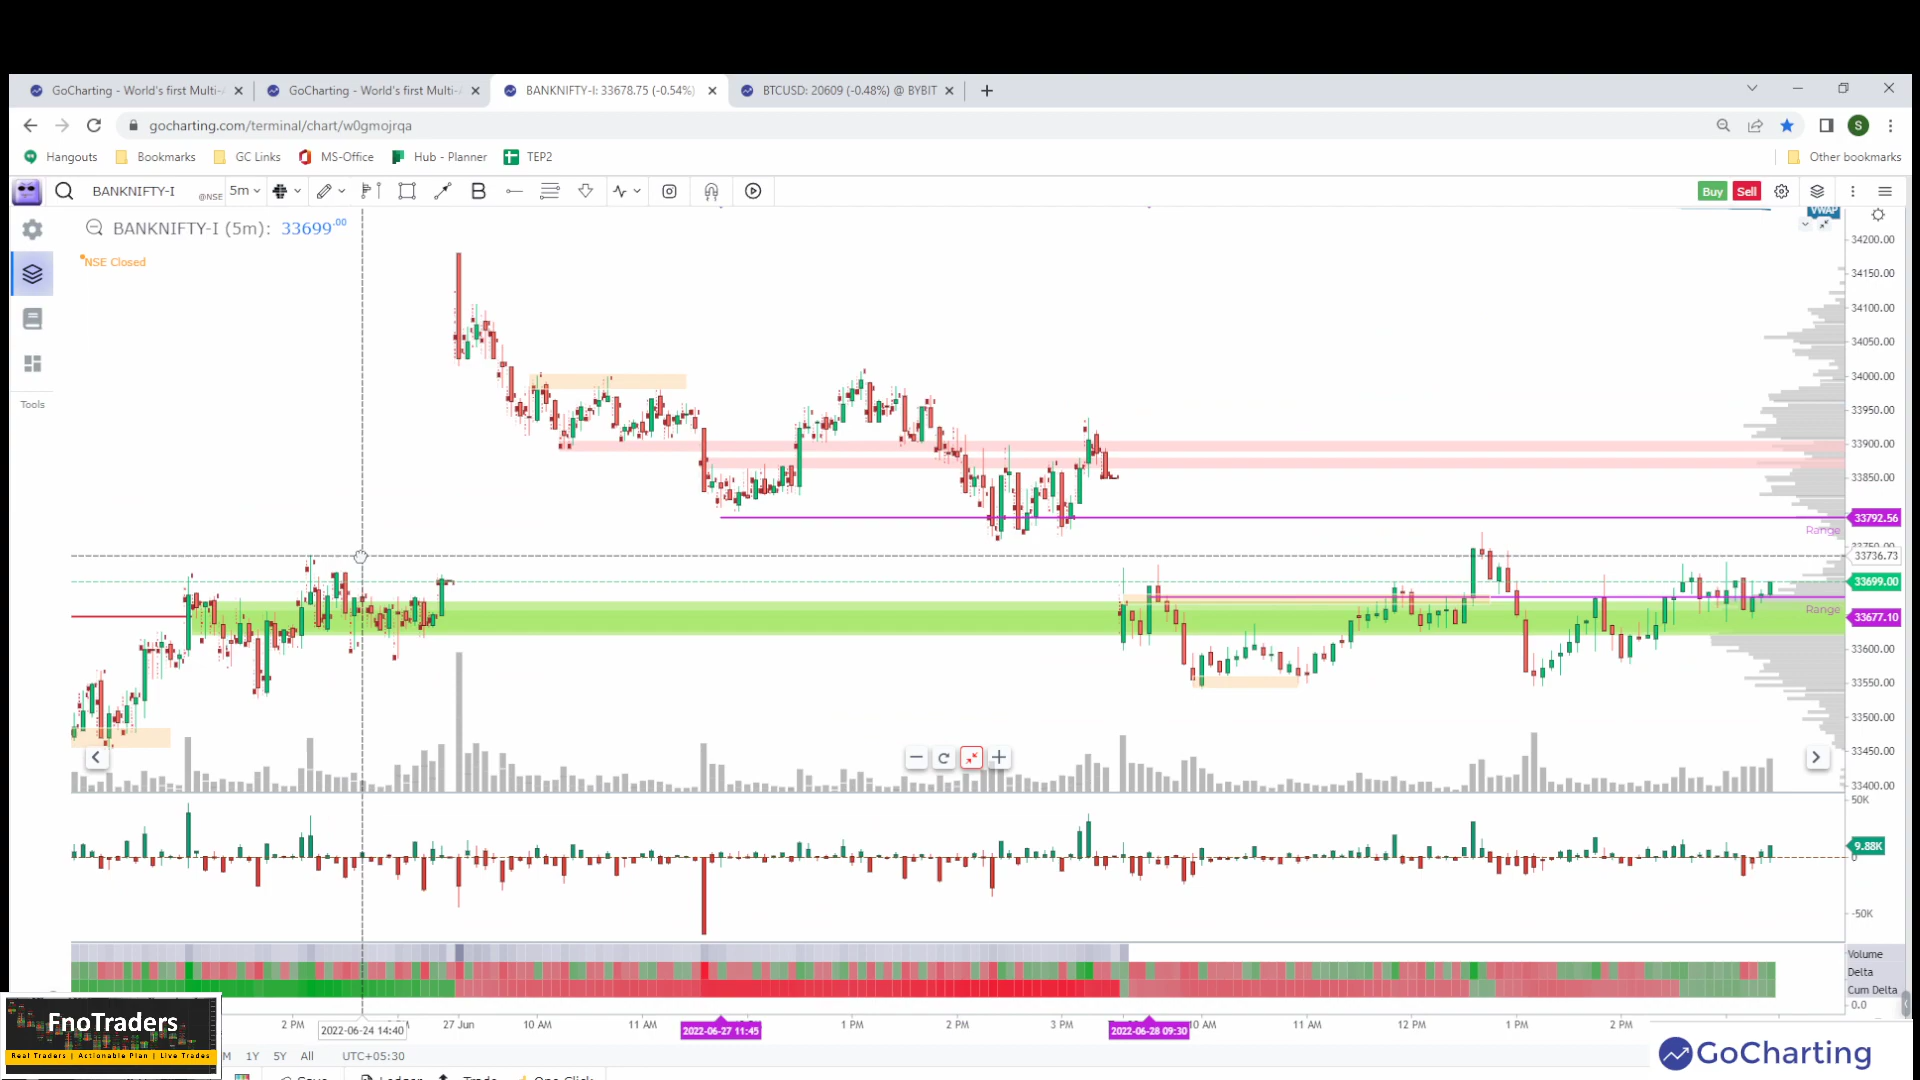 GoCharting - World's first Multi-A
GoCharting - World's first Multi-A
BANKNIFTY-I: 33678.75 (-0.54%)
BTCUSD: 20609 (-0.48%) @ BYBIT
gocharting.com/terminal/chart/w0gmojrqa
S
Hangouts
Bookmarks
GC Links
MS-Office
Hub - Planner
TEP2
Other bookmarks
BANKNIFTY-I
@NSE
5m
B
Buy
Sell
BANKNIFTY-I (5m): 33699.00
NSE Closed
Tools
VWAP
34200.00
34150.00
34100.00
34050.00
34000.00
33950.00
33900.00
33850.00
33792.56
Range
33750.00
33736.73
33699.00
Range
33677.10
33600.00
33550.00
33500.00
33450.00
33400.00
50K
9.88K
0
-50K
Volume
Delta
Cum Delta
0.0
2 PM
2022-06-24 14:40
27 Jun
10 AM
11 AM
2022-06-27 11:45
1 PM
2 PM
3 PM
2022-06-28 09:30
10 AM
11 AM
12 PM
1 PM
2 PM
FnoTraders
Real Traders | Actionable Plan | Live Trades
M
1Y
5Y
All
UTC+05:30
GoCharting
Save
Ledger
Trade
One Click